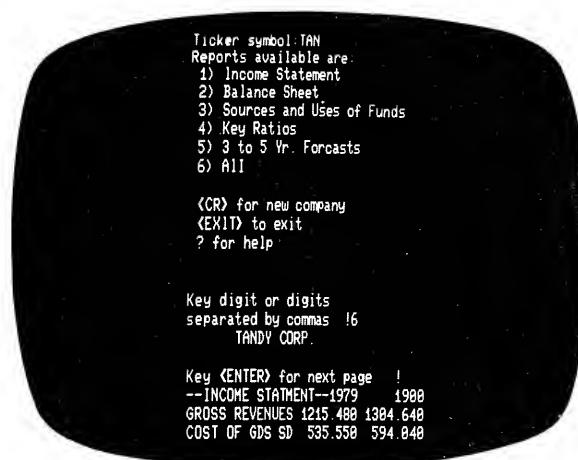 Ticker symbol:TAN
Reports available are:
1) Income Statement
2) Balance Sheet
3) Sources and Uses of Funds
4) Key Ratios
5) 3 to 5 Yr. Forcasts
6) All
<CR> for new company
<EXIT> to exit
? for help
Key digit or digits
separated by commas !6
TANDY CORP.
Key <ENTER> for next page !
--INCOME STATMENT--1979 1980
GROSS REVENUES 1215.480 1384.640
COST OF GDS SD 535.550 594.040